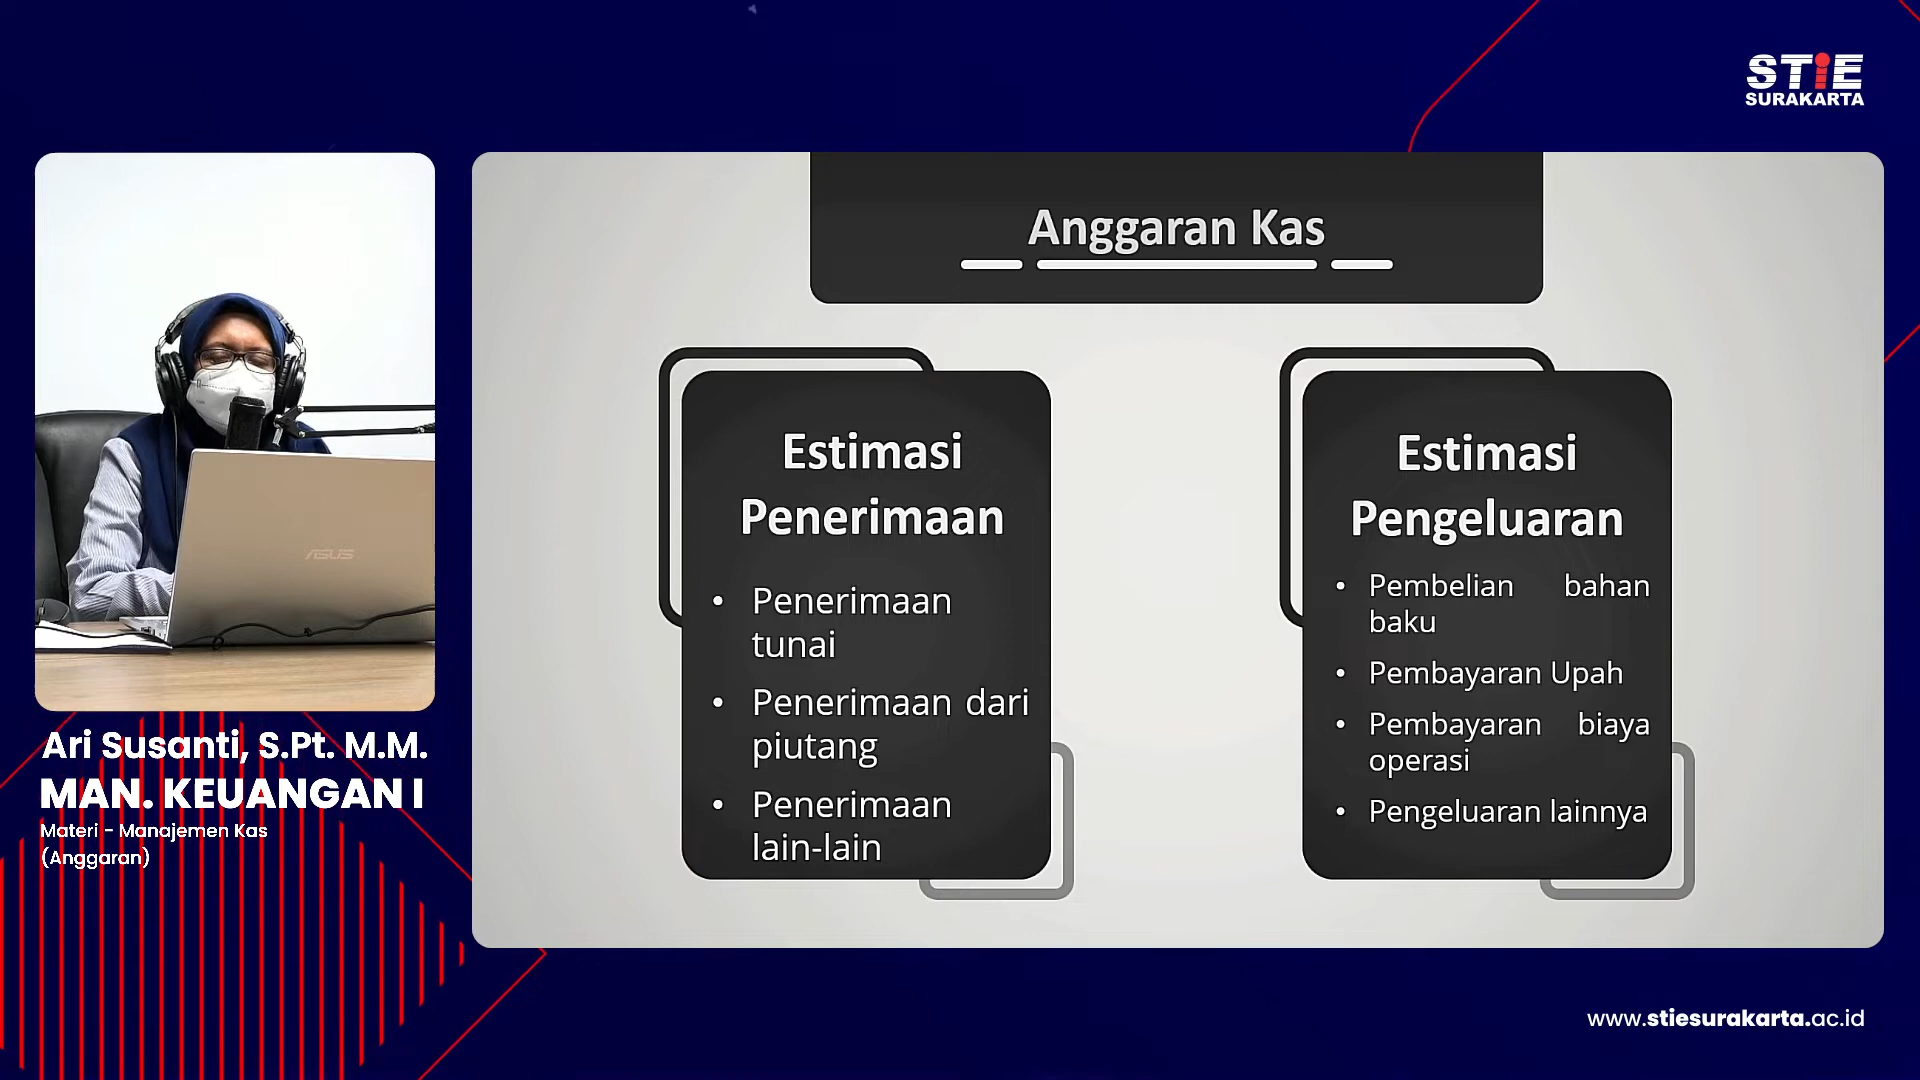 STiE
SURAKARTA
Anggaran Kas
Estimasi
Penerimaan
• Penerimaan
tunai
• Penerimaan dari
piutang
• Penerimaan
lain-lain
Estimasi
Pengeluaran
• Pembelian bahan
baku
• Pembayaran Upah
• Pembayaran biaya
operasi
• Pengeluaran lainnya
ASUS
Ari Susanti, S.Pt. M.M.
MAN. KEUANGAN I
Materi - Manajemen Kas
(Anggaran)
www.stiesurakarta.ac.id